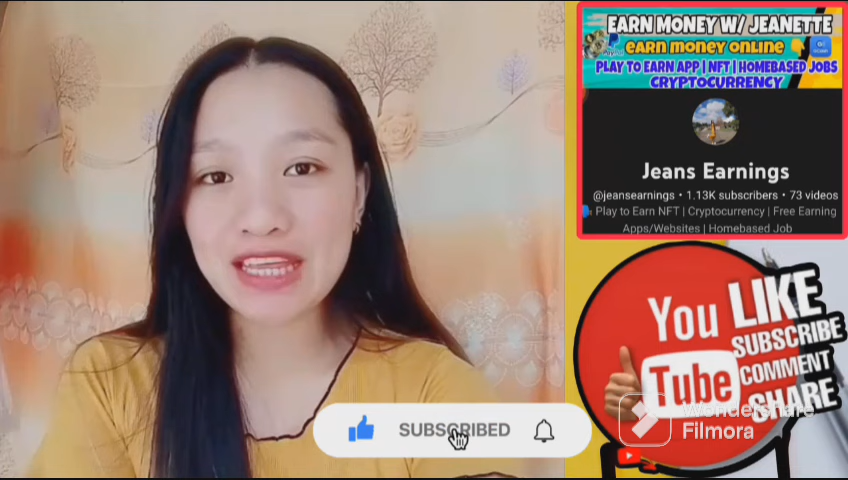 EARN MONEY W/ JEANETTE
earn money online
PLAY TO EARN APP | NFT | HOMEBASED JOBS
CRYPTOCURRENCY
Jeans Earnings
@jeansearnings • 1.13K subscribers • 73 videos
Play to Earn NFT | Cryptocurrency | Free Earning
Apps/Websites | Homebased Job
You Tube
LIKE
SUBSCRIBE
COMMENT
SHARE
Wondershare
Filmora
SUBSCRIBED